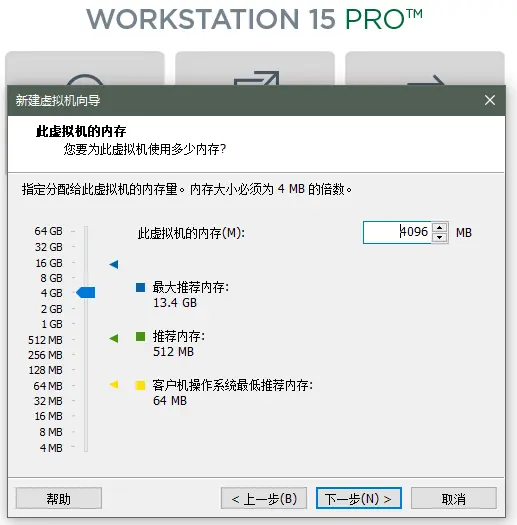 WORKSTATION 15 PRO™
新建虚拟机向导
此虚拟机的内存
您要为此虚拟机使用多少内存?
指定分配给此虚拟机的内存量。内存大小必须为 4 MB 的倍数。
此虚拟机的内存(M): 4096 MB
64 GB
32 GB
16 GB
8 GB
4 GB
2 GB
1 GB
512 MB
256 MB
128 MB
64 MB
32 MB
16 MB
8 MB
4 MB
最大推荐内存:
13.4 GB
推荐内存:
512 MB
客户机操作系统最低推荐内存:
64 MB
帮助 < 上一步(B) 下一步(N) > 取消